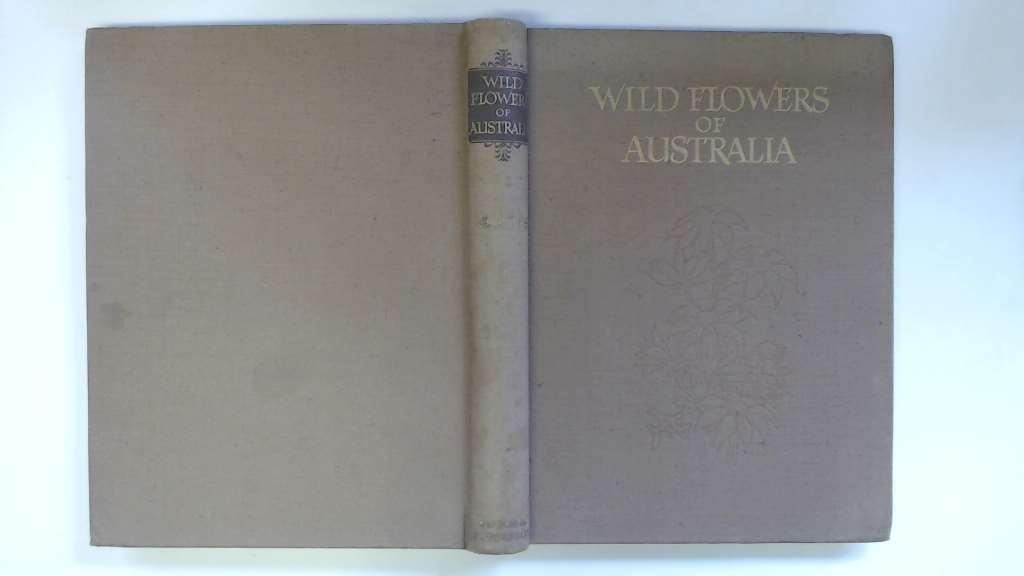 WILD
FLOWERS
OF
AUSTRALIA
WILD FLOWERS
OF
AUSTRALIA